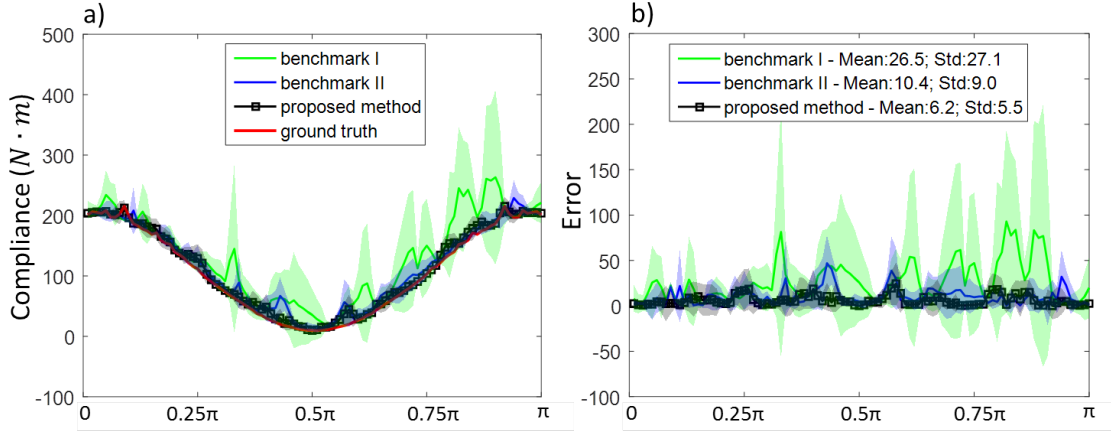 a)
Compliance (N · m)
500
400
300
200
100
0
-100
benchmark I
benchmark II
proposed method
ground truth
0 0.25π 0.5π 0.75π π
b)
Error
300
250
200
150
100
50
0
-50
-100
benchmark I - Mean:26.5; Std:27.1
benchmark II - Mean:10.4; Std:9.0
proposed method - Mean:6.2; Std:5.5
0 0.25π 0.5π 0.75π π